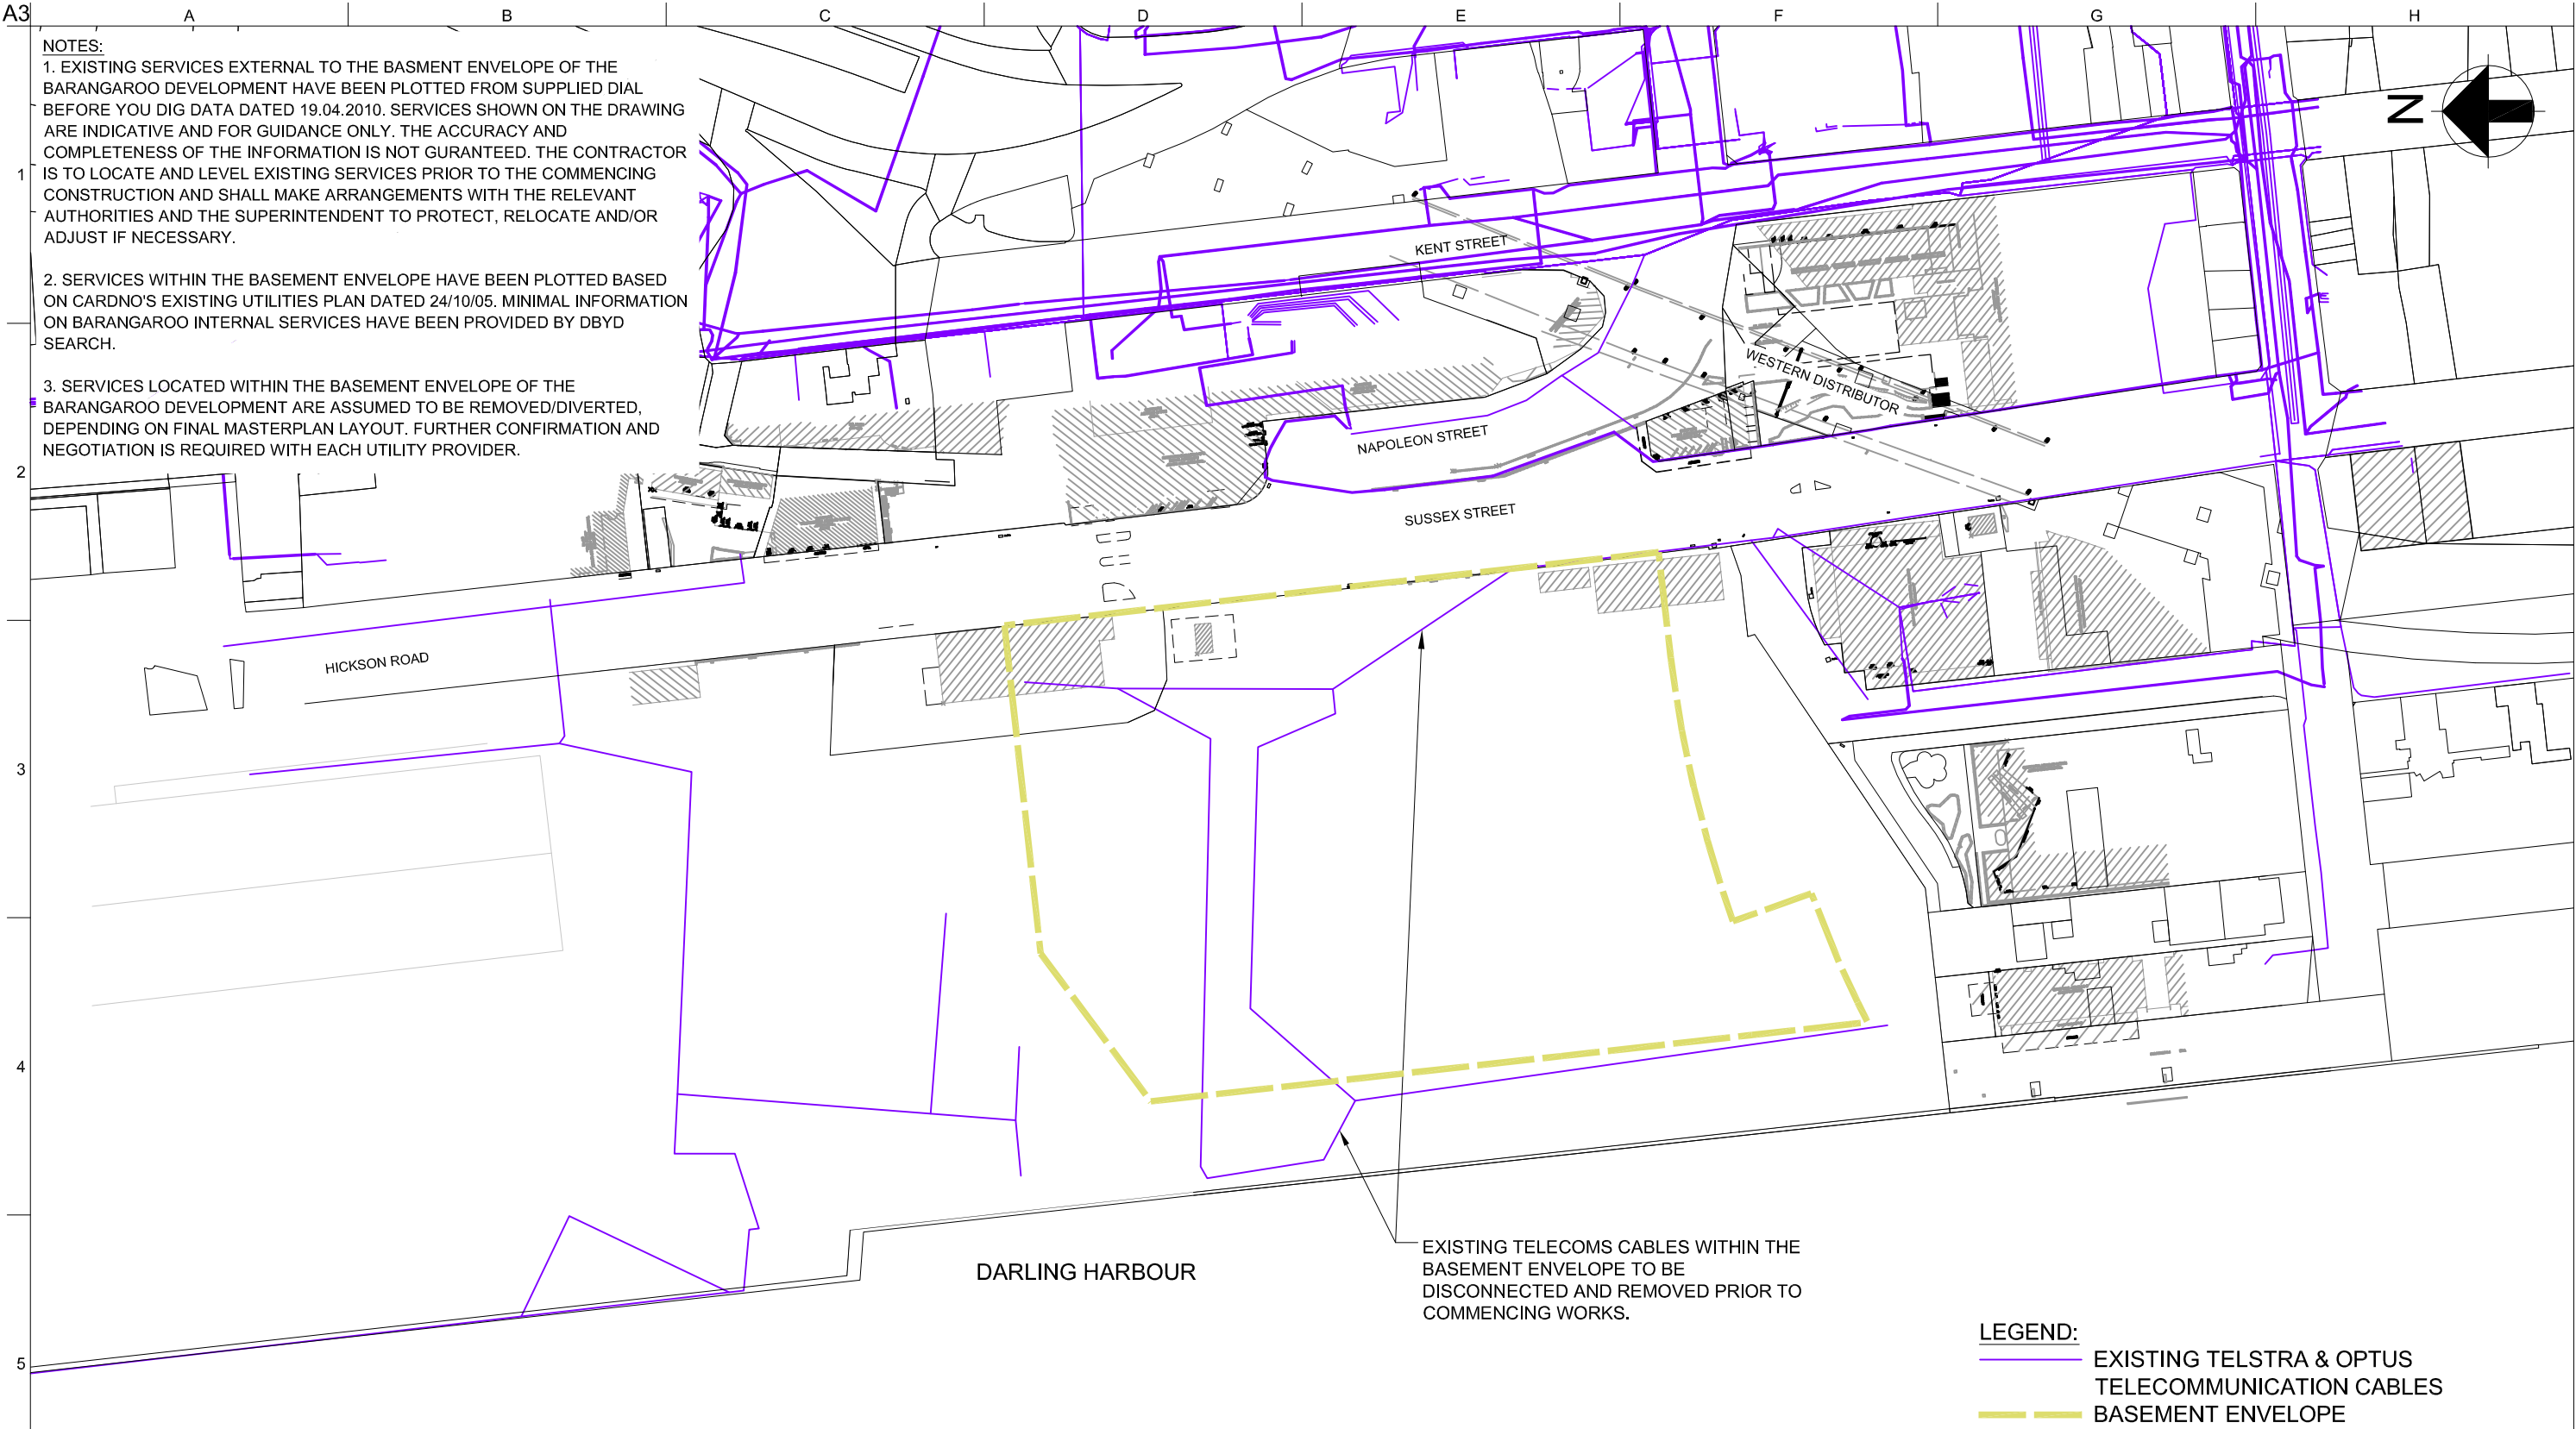 A3
A B C D E F G H
NOTES:
1. EXISTING SERVICES EXTERNAL TO THE BASMENT ENVELOPE OF THE
BARANGAROO DEVELOPMENT HAVE BEEN PLOTTED FROM SUPPLIED DIAL
BEFORE YOU DIG DATA DATED 19.04.2010. SERVICES SHOWN ON THE DRAWING
ARE INDICATIVE AND FOR GUIDANCE ONLY. THE ACCURACY AND
COMPLETENESS OF THE INFORMATION IS NOT GURANTEED. THE CONTRACTOR
IS TO LOCATE AND LEVEL EXISTING SERVICES PRIOR TO THE COMMENCING
CONSTRUCTION AND SHALL MAKE ARRANGEMENTS WITH THE RELEVANT
AUTHORITIES AND THE SUPERINTENDENT TO PROTECT, RELOCATE AND/OR
ADJUST IF NECESSARY.
2. SERVICES WITHIN THE BASEMENT ENVELOPE HAVE BEEN PLOTTED BASED
ON CARDNO'S EXISTING UTILITIES PLAN DATED 24/10/05. MINIMAL INFORMATION
ON BARANGAROO INTERNAL SERVICES HAVE BEEN PROVIDED BY DBYD
SEARCH.
3. SERVICES LOCATED WITHIN THE BASEMENT ENVELOPE OF THE
BARANGAROO DEVELOPMENT ARE ASSUMED TO BE REMOVED/DIVERTED,
DEPENDING ON FINAL MASTERPLAN LAYOUT. FURTHER CONFIRMATION AND
NEGOTIATION IS REQUIRED WITH EACH UTILITY PROVIDER.
N
1
2
3
4
5
KENT STREET
WESTERN DISTRIBUTOR
NAPOLEON STREET
SUSSEX STREET
HICKSON ROAD
DARLING HARBOUR
EXISTING TELECOMS CABLES WITHIN THE
BASEMENT ENVELOPE TO BE
DISCONNECTED AND REMOVED PRIOR TO
COMMENCING WORKS.
LEGEND:
EXISTING TELSTRA & OPTUS
TELECOMMUNICATION CABLES
BASEMENT ENVELOPE